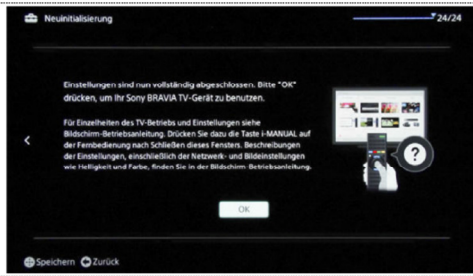 Neuinitialisierung
24/24
Einstellungen sind nun vollständig abgeschlossen. Bitte "OK"
drücken, um Ihr Sony BRAVIA TV-Gerät zu benutzen.
Für Einzelheiten des TV-Betriebs und Einstellungen siehe
Bildschirm-Betriebsanleitung. Drücken Sie dazu die Taste i-MANUAL auf
der Fernbedienung nach Schließen dieses Fensters. Beschreibungen
der Einstellungen, einschließlich der Netzwerk- und Bildeinstellungen
wie Helligkeit und Farbe, finden Sie in der Bildschirm-Betriebsanleitung.
?
OK
Speichern Zurück